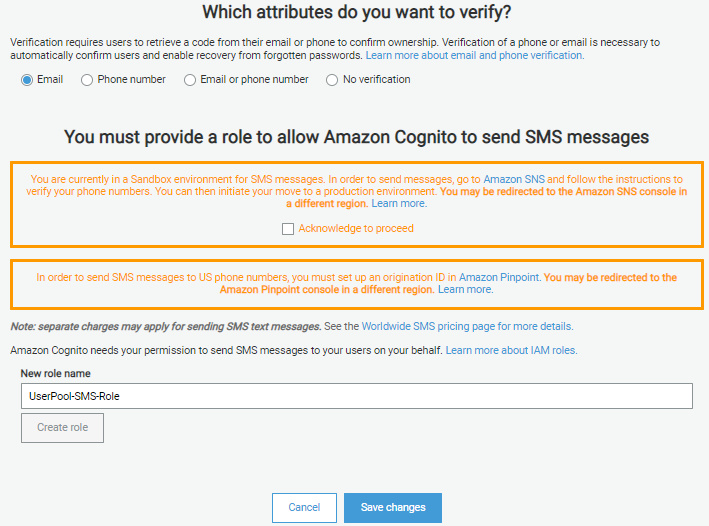 Which attributes do you want to verify?
Verification requires users to retrieve a code from their email or phone to confirm ownership. Verification of a phone or email is necessary to
automatically confirm users and enable recovery from forgotten passwords. Learn more about email and phone verification.
Email Phone number Email or phone number No verification
You must provide a role to allow Amazon Cognito to send SMS messages
You are currently in a Sandbox environment for SMS messages. In order to send messages, go to Amazon SNS and follow the instructions to
verify your phone numbers. You can then initiate your move to a production environment. You may be redirected to the Amazon SNS console in
a different region. Learn more.
Acknowledge to proceed
In order to send SMS messages to US phone numbers, you must set up an origination ID in Amazon Pinpoint. You may be redirected to the
Amazon Pinpoint console in a different region. Learn more.
Note: separate charges may apply for sending SMS text messages. See the Worldwide SMS pricing page for more details.
Amazon Cognito needs your permission to send SMS messages to your users on your behalf. Learn more about IAM roles.
New role name
UserPool-SMS-Role
Create role
Cancel Save changes